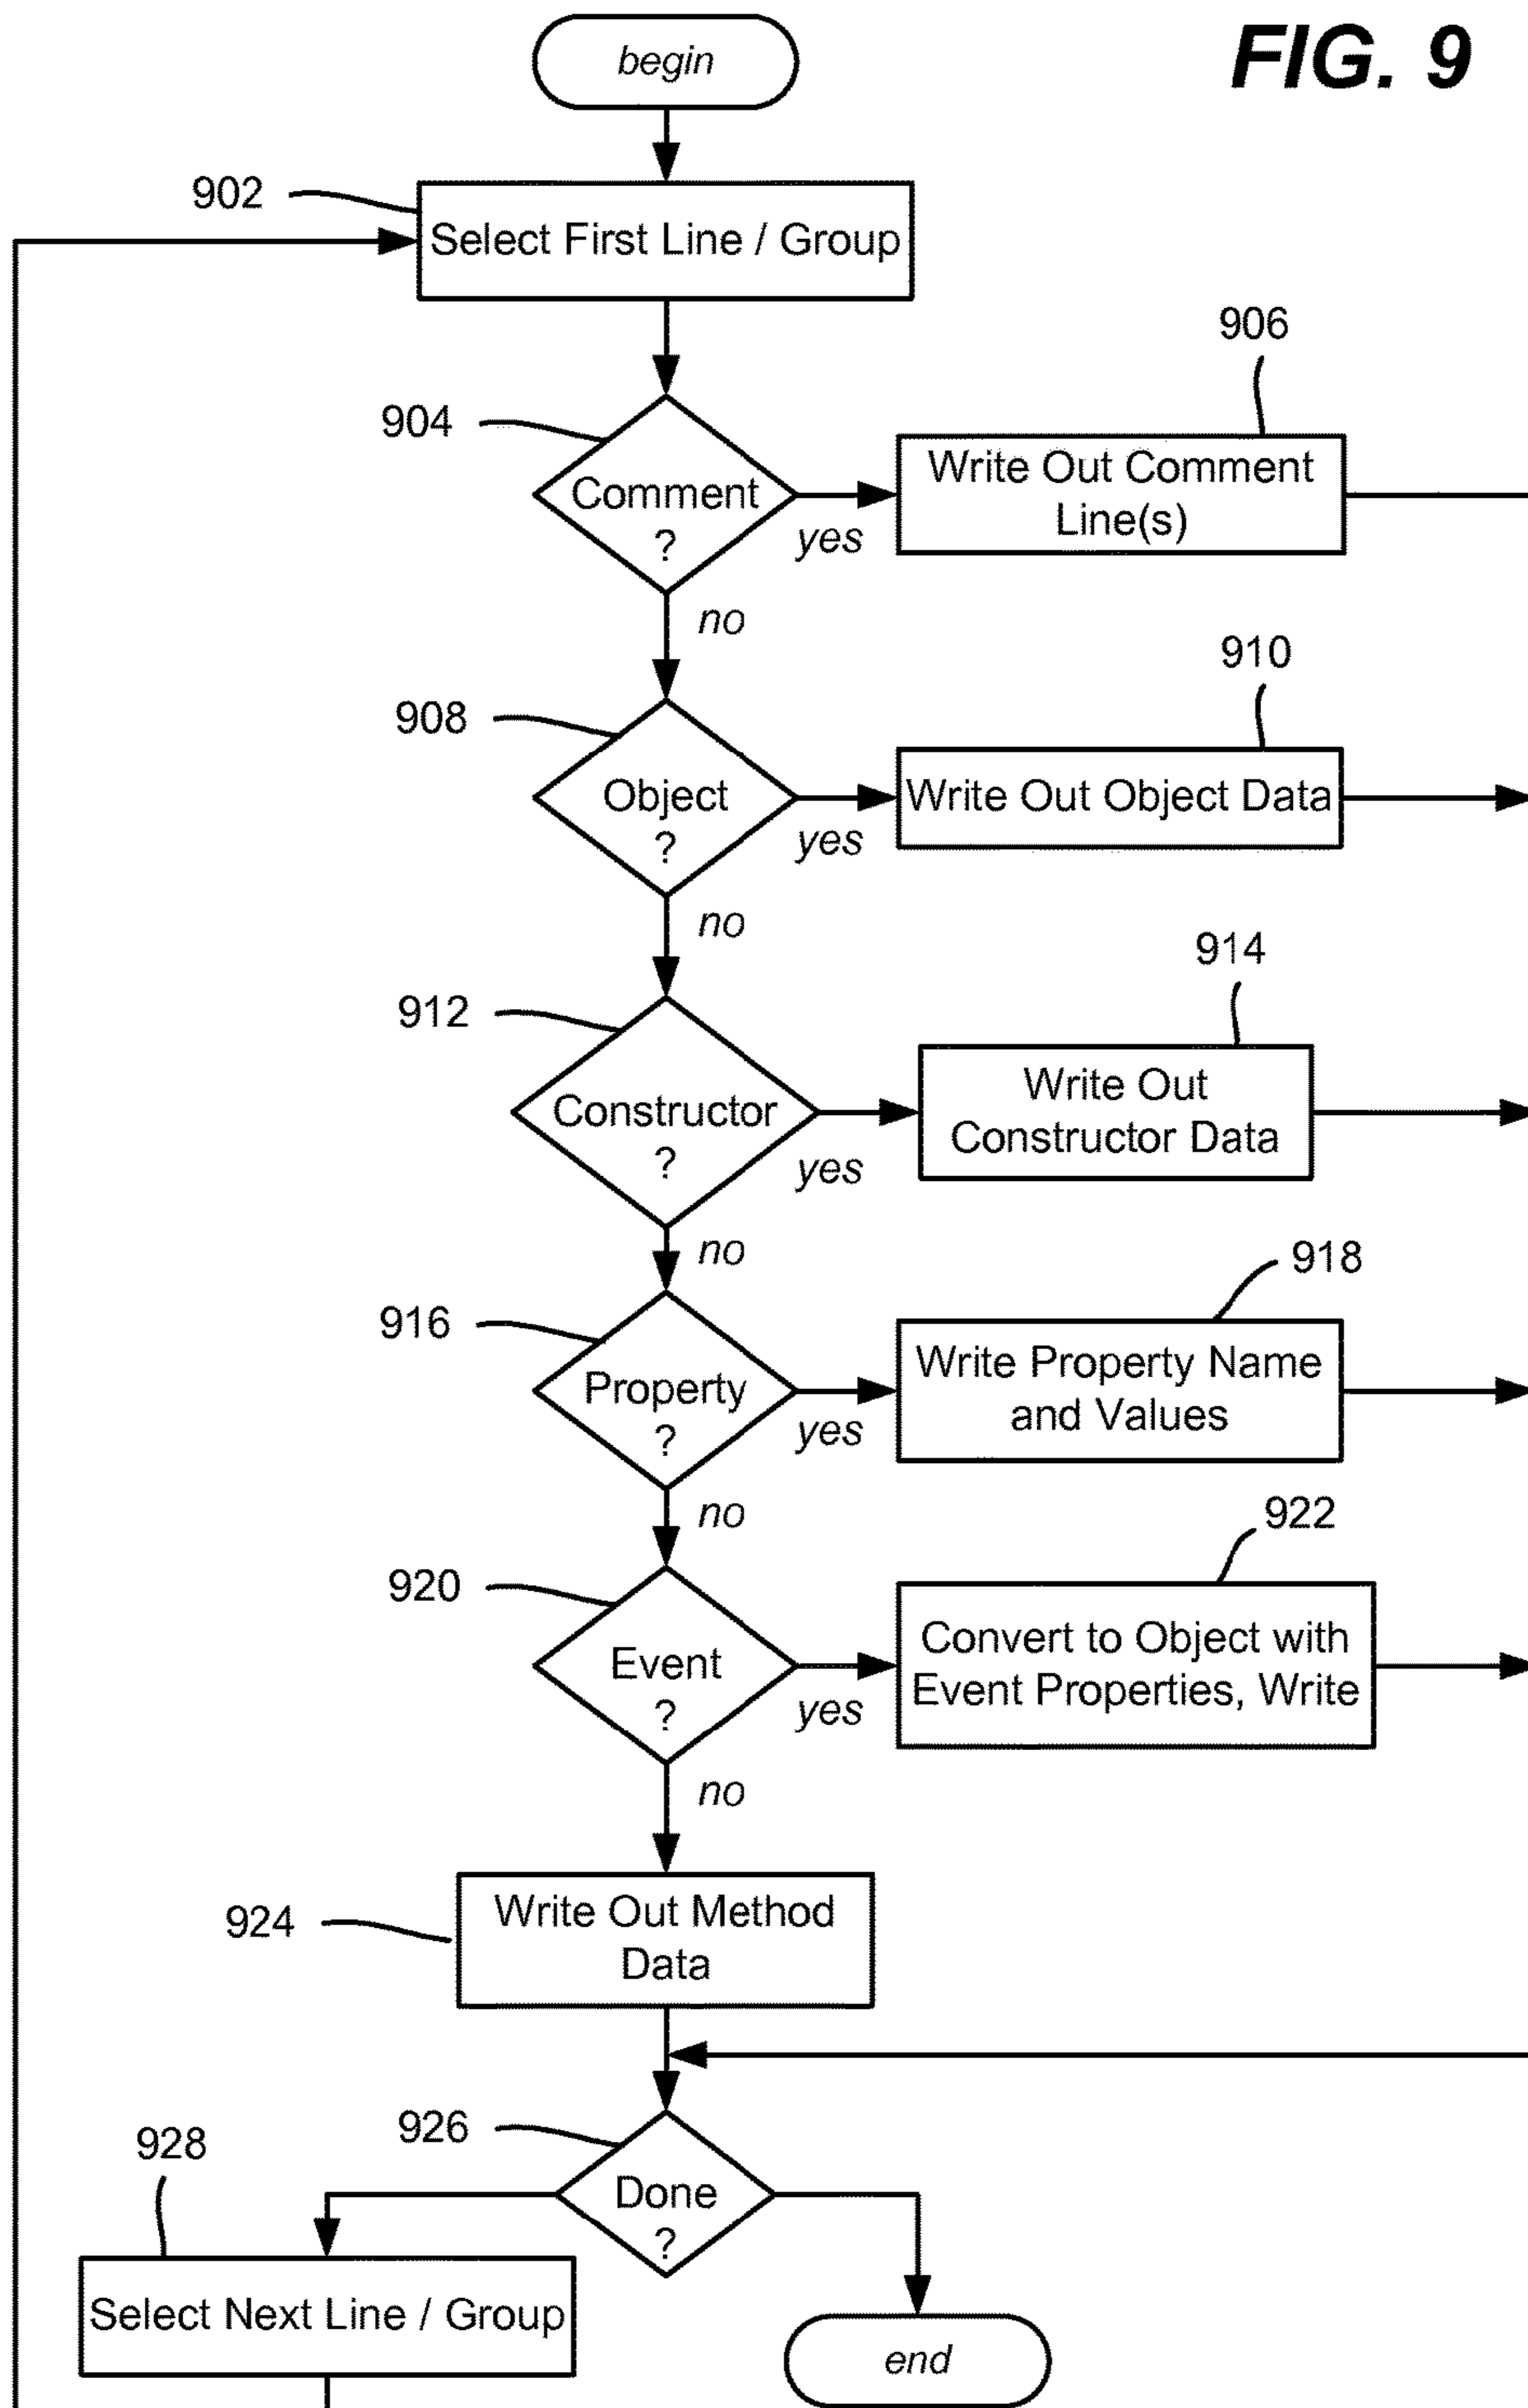 FIG. 9
begin
902
Select First Line / Group
906
904
Comment
?
yes
Write Out Comment
Line(s)
no
910
908
Object
?
yes
Write Out Object Data
no
914
912
Constructor
?
yes
Write Out
Constructor Data
no
918
916
Property
?
yes
Write Property Name
and Values
no
922
920
Event
?
yes
Convert to Object with
Event Properties, Write
no
924
Write Out Method
Data
926
928
Done
?
Select Next Line / Group
end